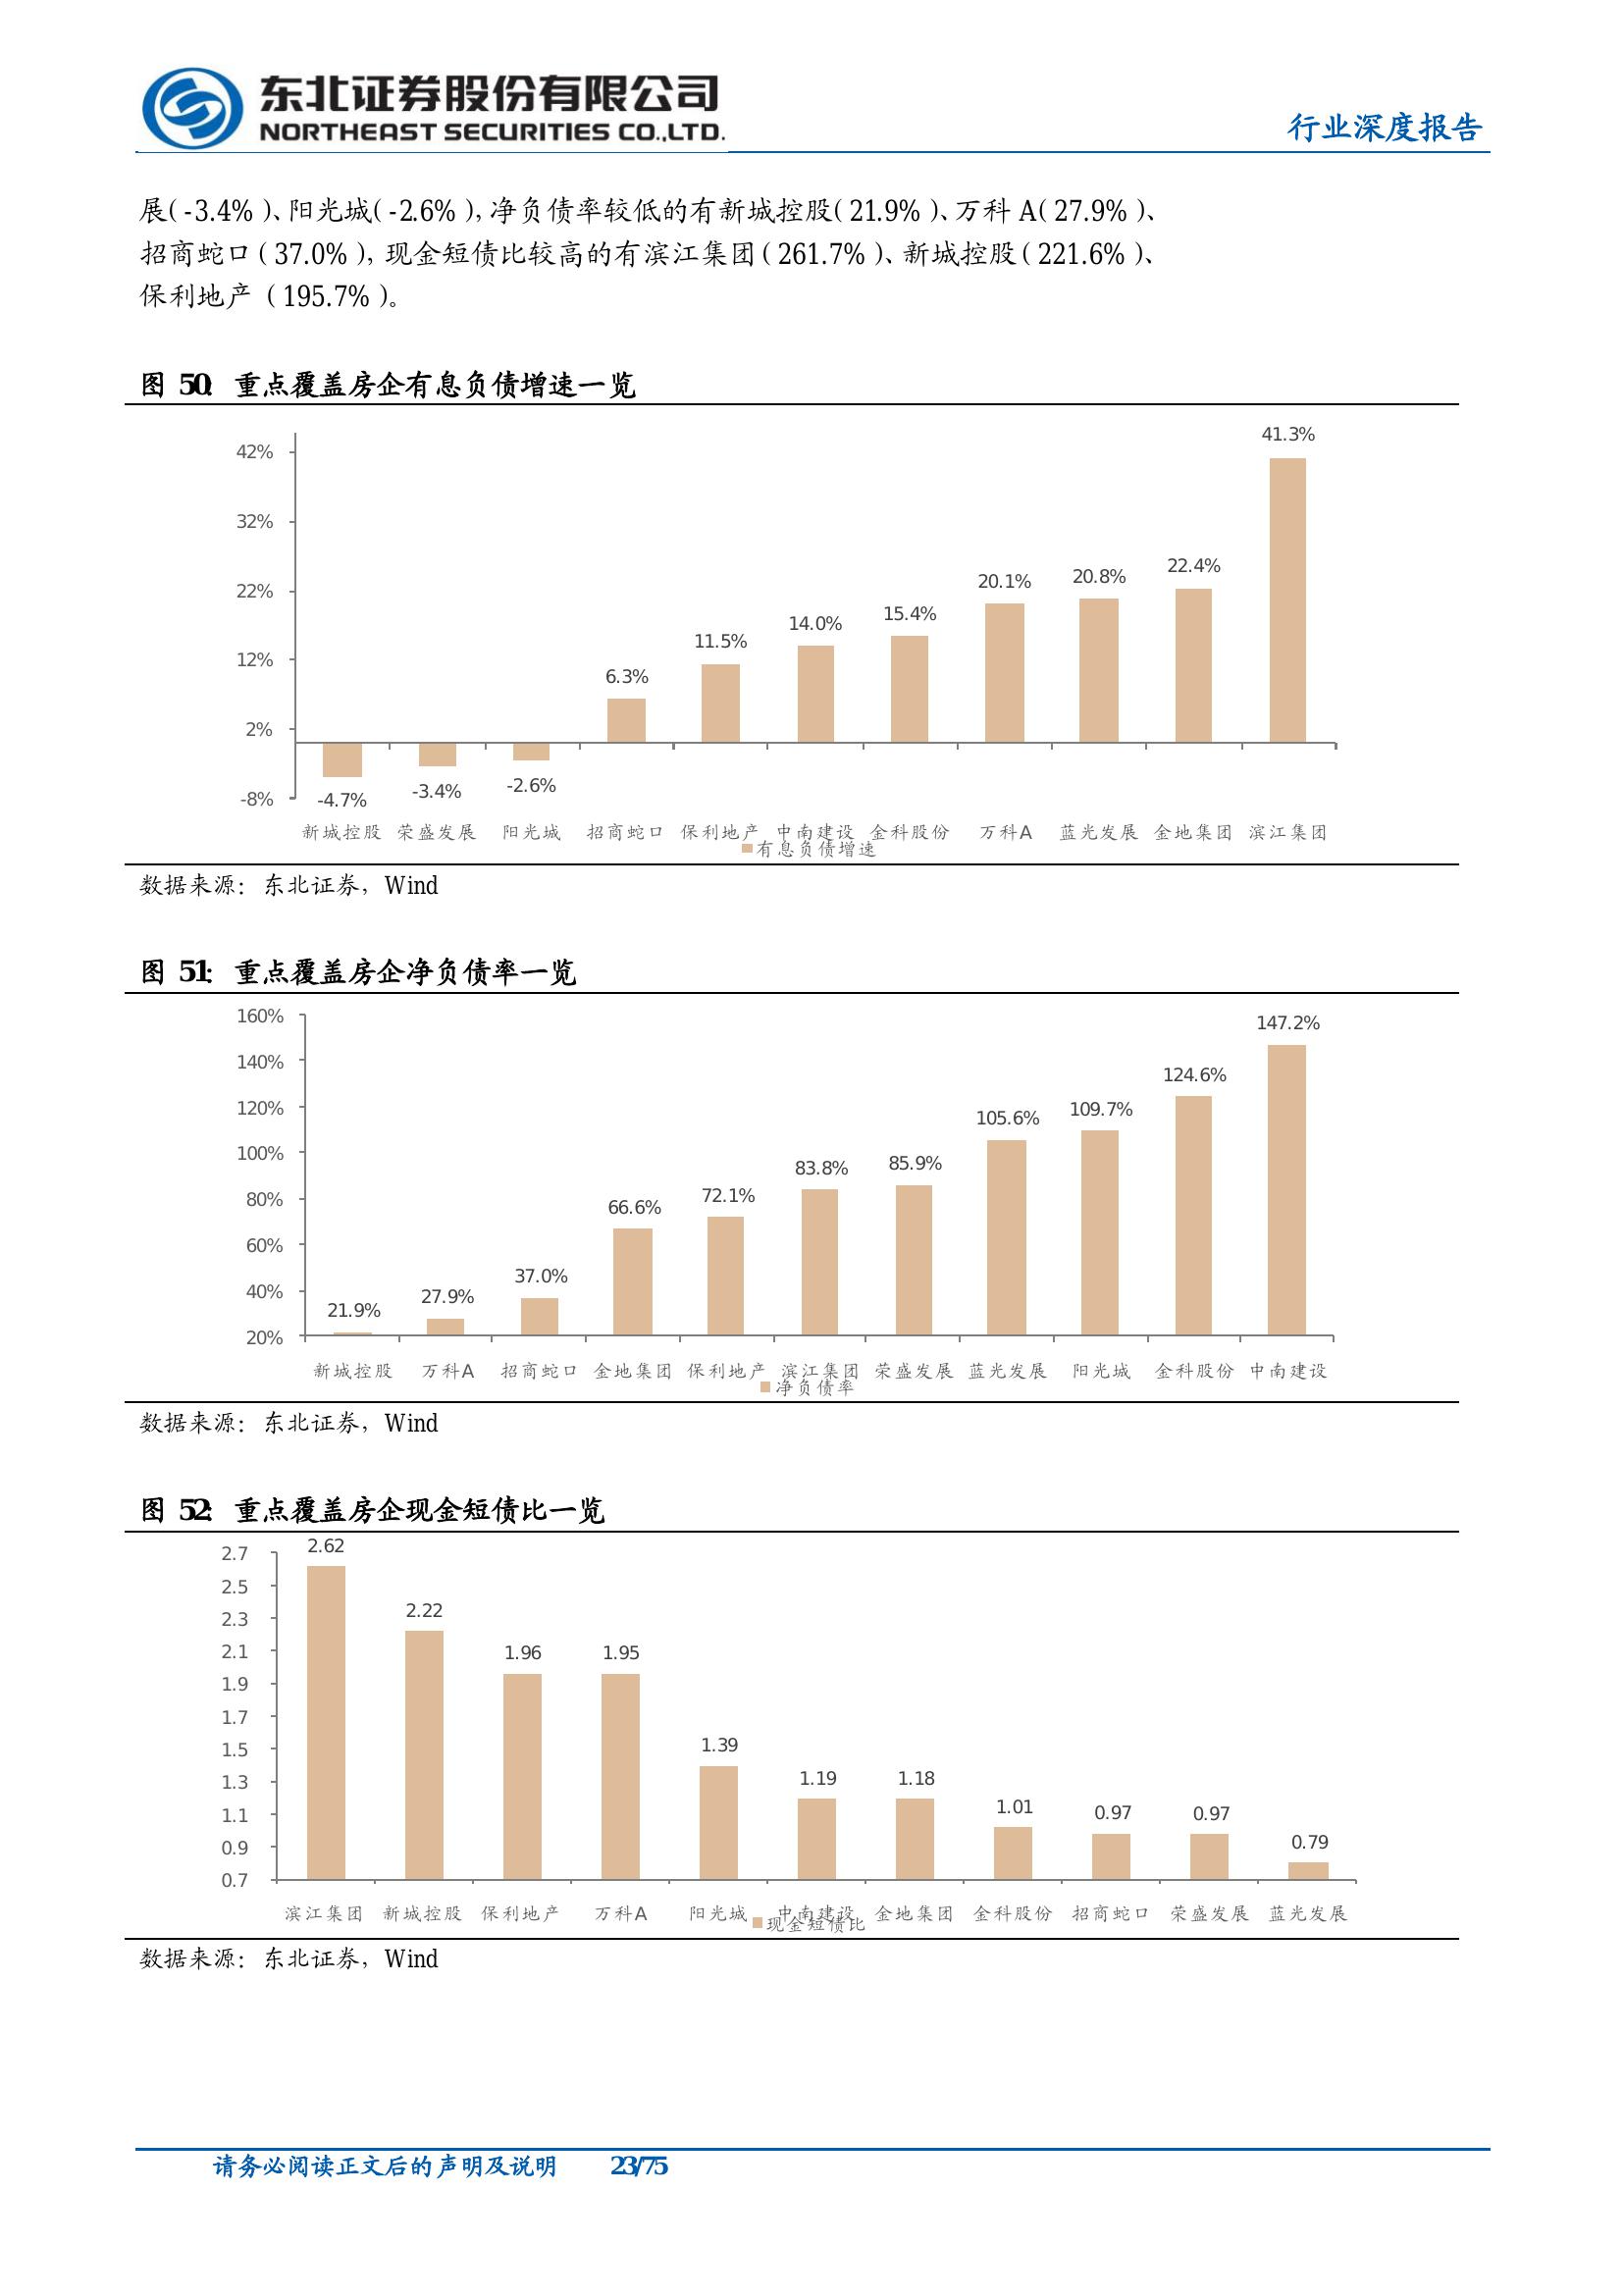 东北证券股份有限公司
NORTHEAST SECURITIES CO.,LTD.
行业深度报告
展(-3.4%)、阳光城(-2.6%),净负债率较低的有新城控股(21.9%)、万科 A(27.9%)、
招商蛇口(37.0%),现金短债比较高的有滨江集团(261.7%)、新城控股(221.6%)、
保利地产(195.7%)。
图 50: 重点覆盖房企有息负债增速一览
42%
32%
22%
12%
2%
-8%
-4.7% -3.4% -2.6% 6.3% 11.5% 14.0% 15.4% 20.1% 20.8% 22.4% 41.3%
新城控股 荣盛发展 阳光城 招商蛇口 保利地产 中南建设 金科股份 万科A 蓝光发展 金地集团 滨江集团
有息负债增速
数据来源:东北证券,Wind
图 51: 重点覆盖房企净负债率一览
160%
140%
120%
100%
80%
60%
40%
20%
21.9% 27.9% 37.0% 66.6% 72.1% 83.8% 85.9% 105.6% 109.7% 124.6% 147.2%
新城控股 万科A 招商蛇口 金地集团 保利地产 滨江集团 荣盛发展 蓝光发展 阳光城 金科股份 中南建设
净负债率
数据来源:东北证券,Wind
图 52: 重点覆盖房企现金短债比一览
2.7
2.5
2.3
2.1
1.9
1.7
1.5
1.3
1.1
0.9
0.7
2.62 2.22 1.96 1.95 1.39 1.19 1.18 1.01 0.97 0.97 0.79
滨江集团 新城控股 保利地产 万科A 阳光城 中南建设 金地集团 金科股份 招商蛇口 荣盛发展 蓝光发展
现金短债比
数据来源:东北证券,Wind
请务必阅读正文后的声明及说明 23/75